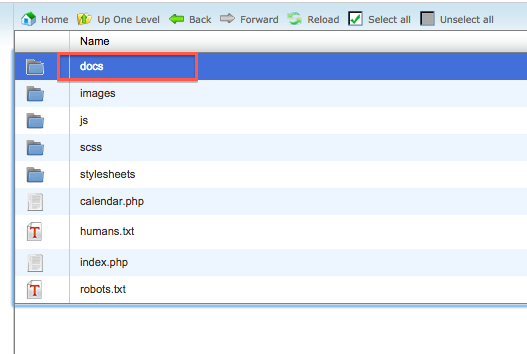 Home Up One Level Back Forward Reload Select all Unselect all
Name
docs
images
js
scss
stylesheets
calendar.php
T humans.txt
index.php
T robots.txt